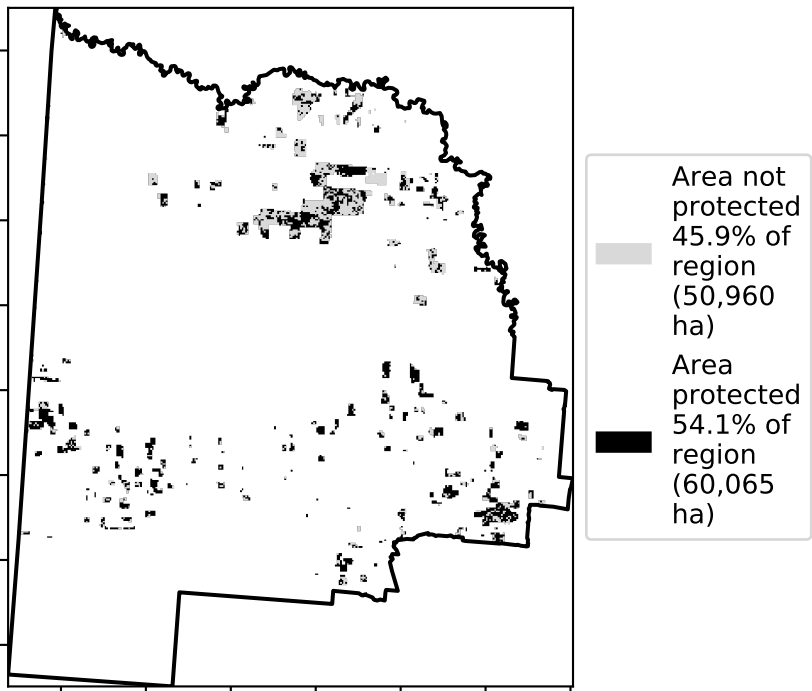 Area not
protected
45.9% of
region
(50,960
ha)
Area
protected
54.1% of
region
(60,065
ha)